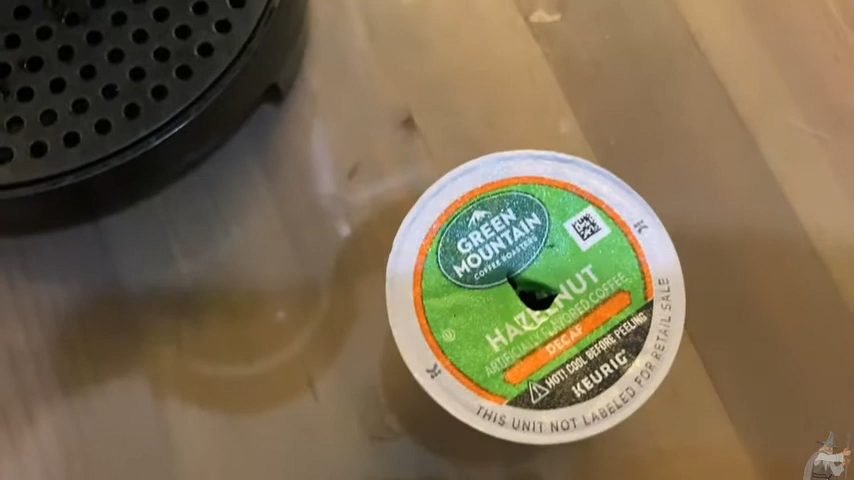 GREEN
MOUNTAIN
COFFEE ROASTERS
HAZELNUT
ARTIFICIALLY FLAVORED COFFEE
DECAF
HOT! COOL BEFORE PEELING
KEURIG
THIS UNIT NOT LABELED FOR RETAIL SALE
K